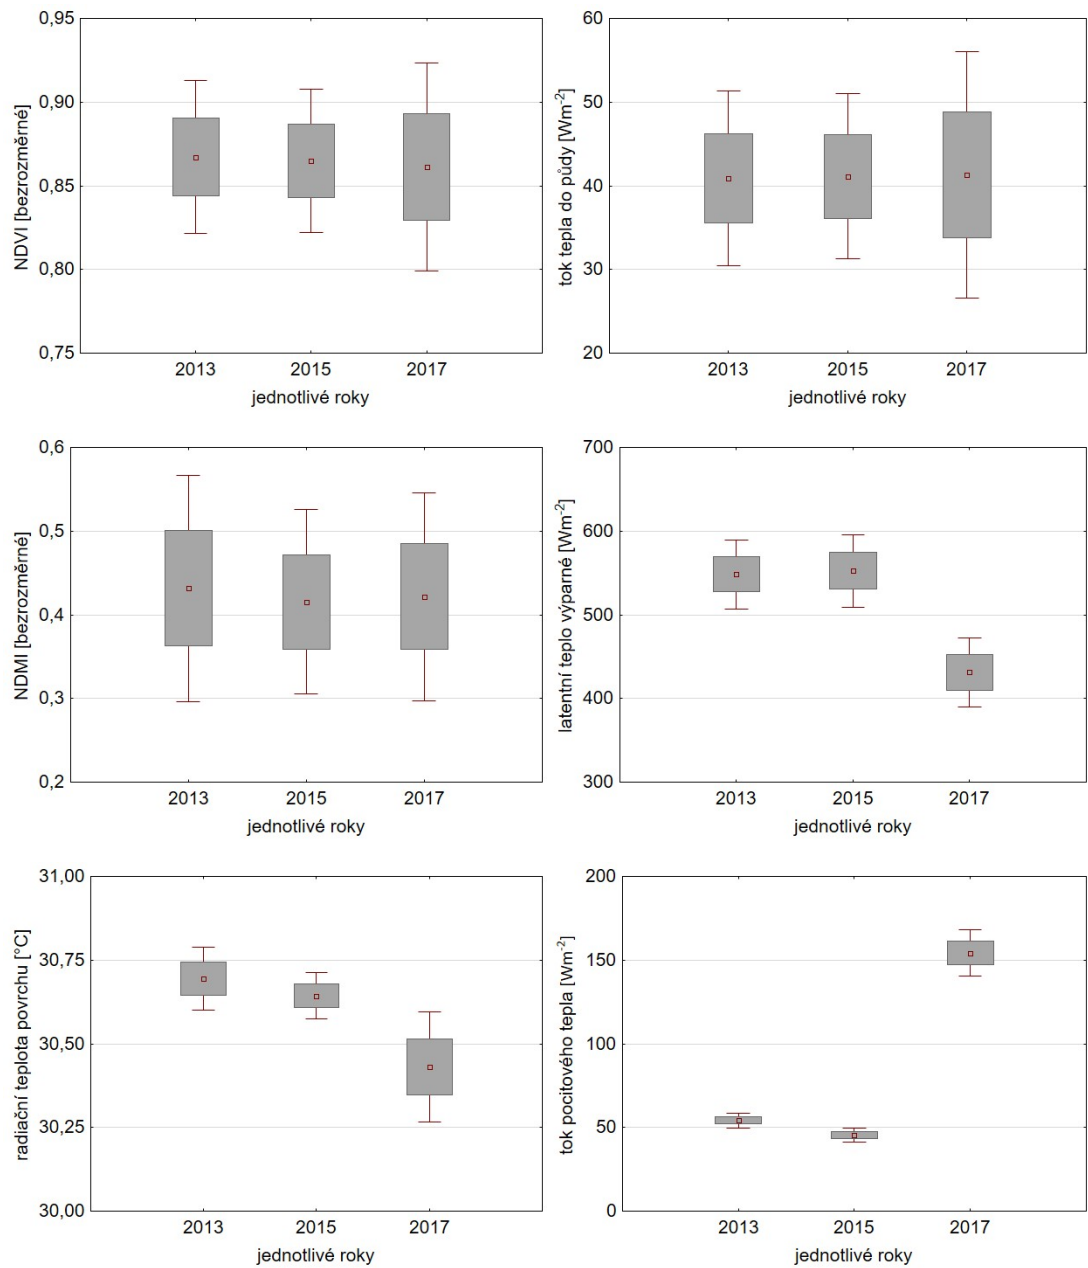 NDVI [bezrozměrné]
0,95
0,90
0,85
0,80
0,75
2013 2015 2017
jednotlivé roky
tok tepla do půdy [Wm-2]
60
50
40
30
20
2013 2015 2017
jednotlivé roky
NDMI [bezrozměrné]
0,6
0,5
0,4
0,3
0,2
2013 2015 2017
jednotlivé roky
latentní teplo výparné [Wm-2]
700
600
500
400
300
2013 2015 2017
jednotlivé roky
radiační teplota povrchu [°C]
31,00
30,75
30,50
30,25
30,00
2013 2015 2017
jednotlivé roky
tok pocitového tepla [Wm-2]
200
150
100
50
0
2013 2015 2017
jednotlivé roky